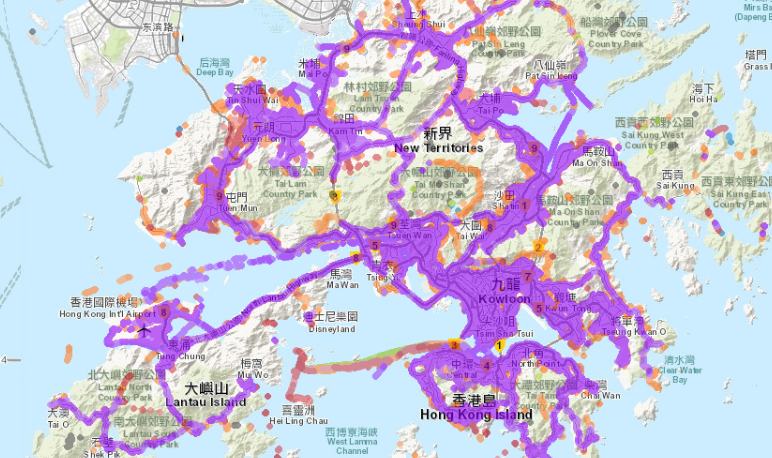 东滨路
上水
Sheung Shui
船灣郊野公園
Plover Cove
Country Park
Mirs Ba
(Dapeng B
八仙嶺郊野公園
Pat Sin Leng
Country Park
后海灣
Deep Bay
米埔
Mai Po
八仙嶺
Pat Sin Leng
塔門
Grass
天水圍
Tin Shui Wai
林村郊野公園
Lam Tsuen
Country Park
大埔
Tai Po
海下
Hoi Ha
元朗
Yuen Long
錦田
Kam Tin
新界
New Territories
西貢西郊野公園
Sai Kung West
Country Park
馬鞍山
Ma On Shan
大欖郊野公園
Tai Lam
Country Park
大帽山郊野公園
Tai Mo Shan
Country Park
西貢
Sai Kung
西貢東郊野公園
Sai Kung East
Country Park
屯門
Tuen Mun
沙田
Sha tin
馬鞍山郊野公園
Ma On Shan
Country Park
荃灣
Tsuen Wan
大圍
Tai Wai
青衣
Tsing Yi
馬灣
Ma Wan
九龍
Kowloon
觀塘
Kwun Tong
香港國際機場
Hong Kong Int'l Airport
North Lantau Highway
迪士尼樂園
Disneyland
尖沙咀
Tsim Sha Tsui
將軍澳
Tseung Kwan O
東涌
Tung Chung
梅窩
Mui Wo
中環
Central
北角
North Point
清水灣
Clear Water
Bay
北大嶼郊野公園
Lantau North
Country Park
大嶼山
Lantau Island
柴灣
Chai Wan
大澳
Tai O
南大嶼郊野公園
Lantau South
Country Park
喜靈洲
Hei Ling Chau
香港島
Hong Kong Island
大潭郊野公園
Tai Tam
Country Park
石壁
Shek Pik
西博寮海峽
West Lamma
Channel